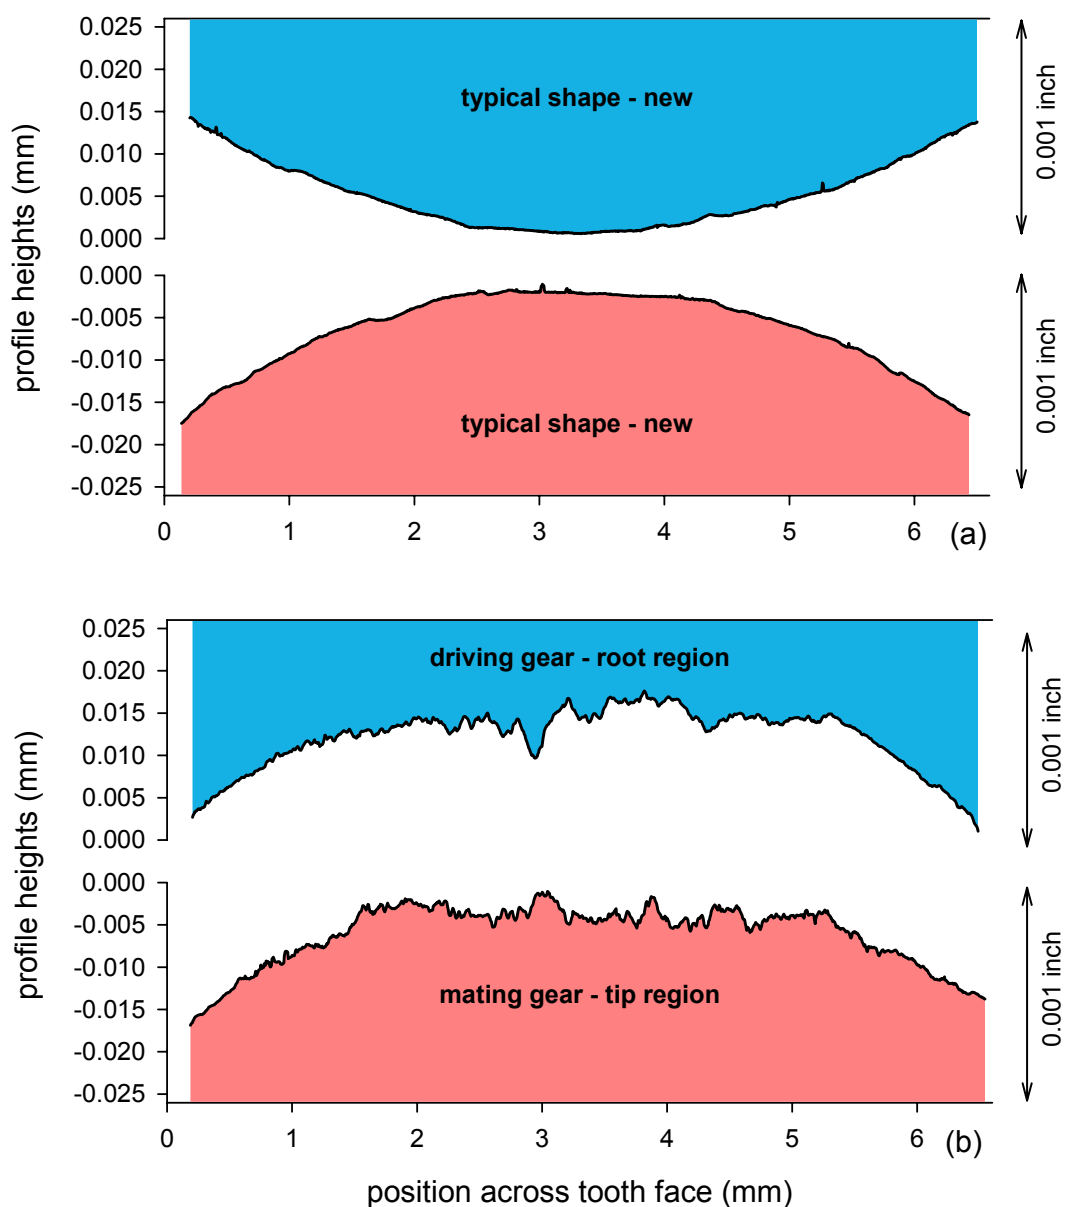 0.025
0.020
0.015
0.010
0.005
0.000
typical shape - new
0.001 inch
profile heights (mm)
0.000
-0.005
-0.010
-0.015
-0.020
-0.025
typical shape - new
0.001 inch
0 1 2 3 4 5 6 (a)
0.025
0.020
0.015
0.010
0.005
0.000
driving gear - root region
0.001 inch
profile heights (mm)
0.000
-0.005
-0.010
-0.015
-0.020
-0.025
mating gear - tip region
0.001 inch
0 1 2 3 4 5 6 (b)
position across tooth face (mm)